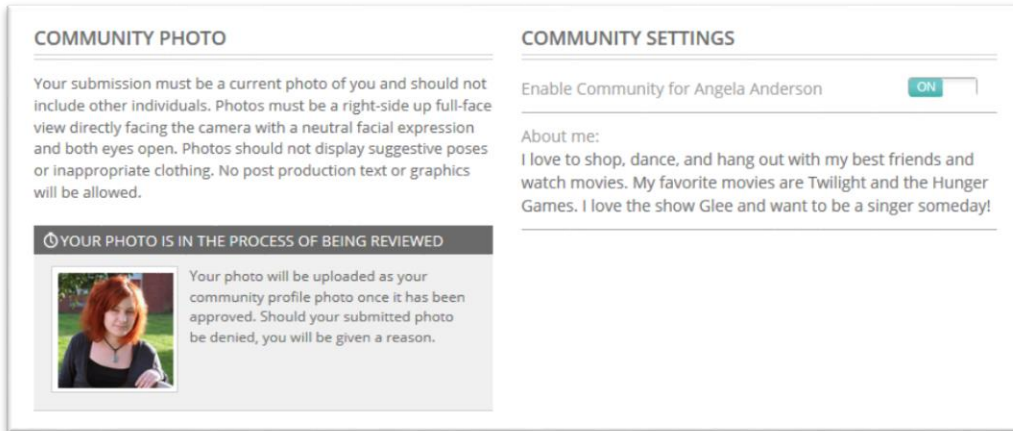 COMMUNITY PHOTO
Your submission must be a current photo of you and should not
include other individuals. Photos must be a right-side up full-face
view directly facing the camera with a neutral facial expression
and both eyes open. Photos should not display suggestive poses
or inappropriate clothing. No post production text or graphics
will be allowed.
YOUR PHOTO IS IN THE PROCESS OF BEING REVIEWED
Your photo will be uploaded as your
community profile photo once it has been
approved. Should your submitted photo
be denied, you will be given a reason.
COMMUNITY SETTINGS
Enable Community for Angela Anderson
ON
About me:
I love to shop, dance, and hang out with my best friends and
watch movies. My favorite movies are Twilight and the Hunger
Games. I love the show Glee and want to be a singer someday!